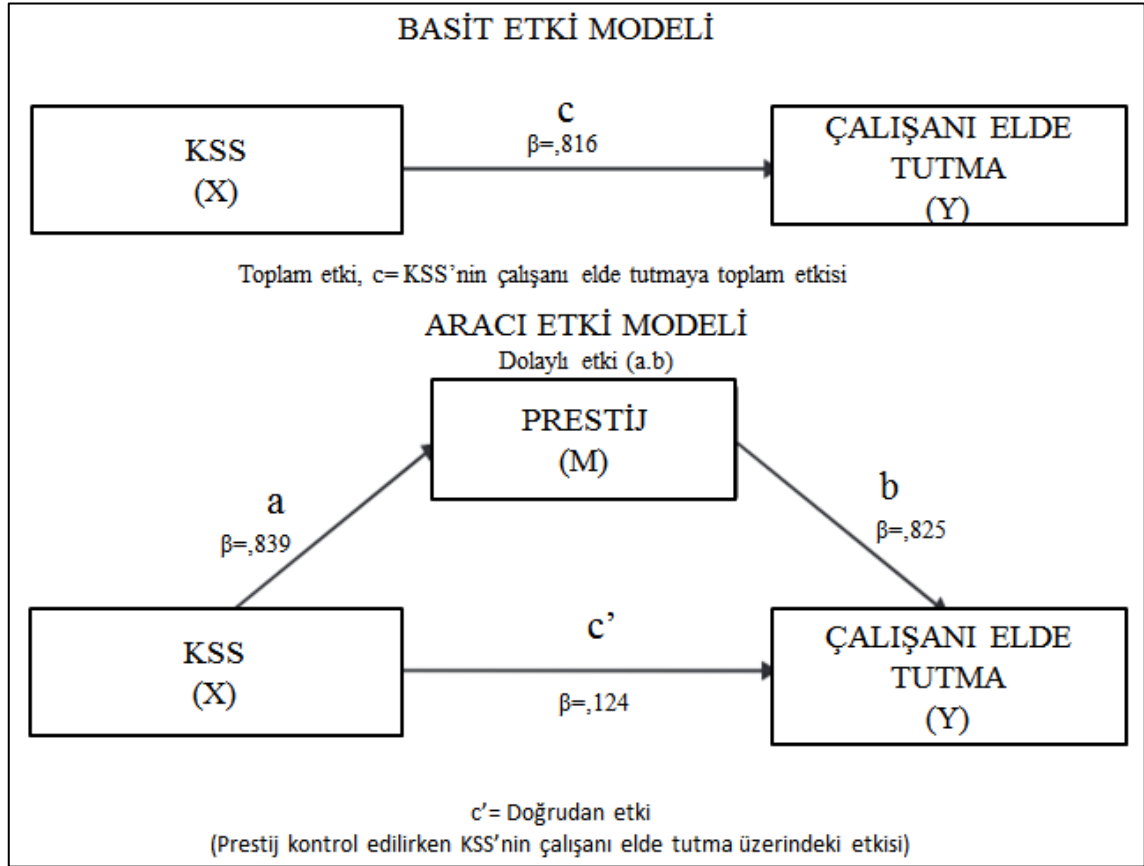 BASİT ETKİ MODELİ
c
β=,816
KSS
(X)
ÇALIŞANI ELDE
TUTMA
(Y)
Toplam etki, c= KSS’nin çalışanı elde tutmaya toplam etkisi
ARACI ETKİ MODELİ
Dolaylı etki (a.b)
PRESTİJ
(M)
a
β=,839
b
β=,825
KSS
(X)
c’
β=,124
ÇALIŞANI ELDE
TUTMA
(Y)
c’= Doğrudan etki
(Prestij kontrol edilirken KSS’nin çalışanı elde tutma üzerindeki etkisi)